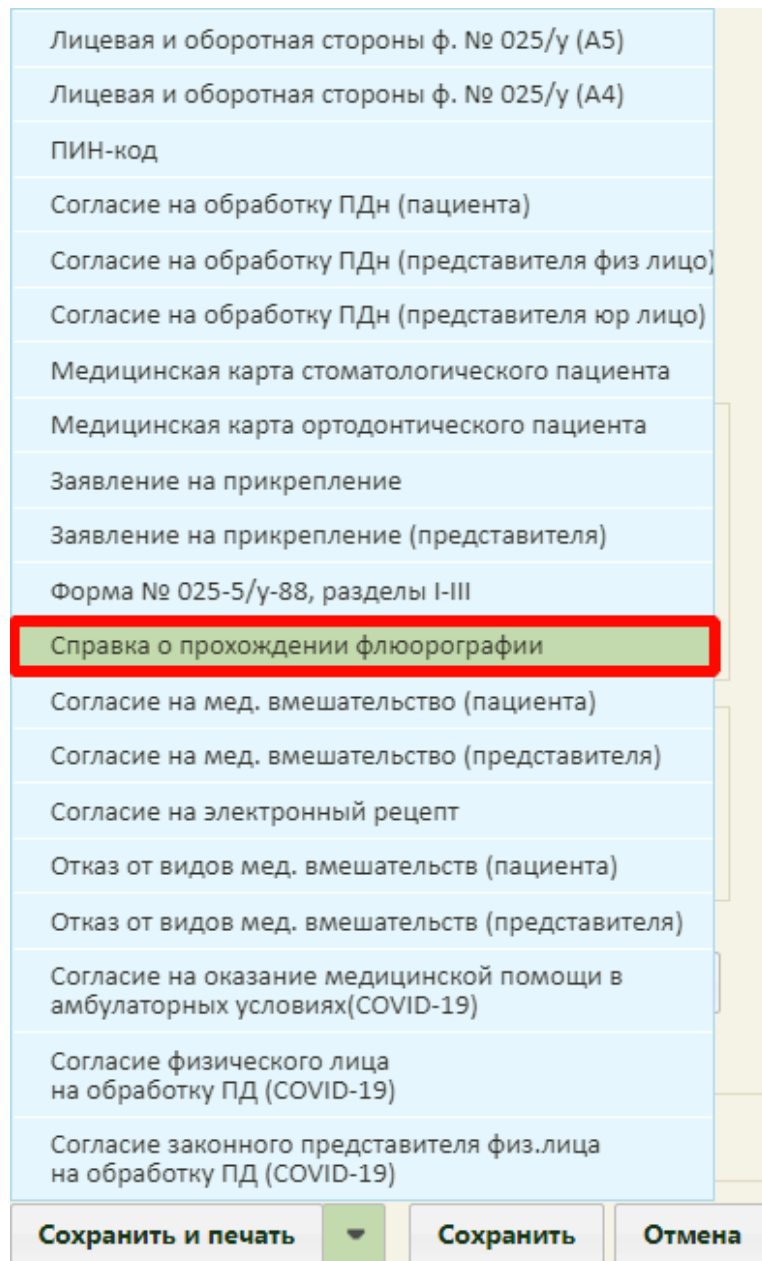 Лицевая и оборотная стороны ф. № 025/у (А5)
Лицевая и оборотная стороны ф. № 025/у (А4)
ПИН-код
Согласие на обработку ПДн (пациента)
Согласие на обработку ПДн (представителя физ лицо)
Согласие на обработку ПДн (представителя юр лицо)
Медицинская карта стоматологического пациента
Медицинская карта ортодонтического пациента
Заявление на прикрепление
Заявление на прикрепление (представителя)
Форма № 025-5/у-88, разделы I-III
Справка о прохождении флюорографии
Согласие на мед. вмешательство (пациента)
Согласие на мед. вмешательство (представителя)
Согласие на электронный рецепт
Отказ от видов мед. вмешательств (пациента)
Отказ от видов мед. вмешательств (представителя)
Согласие на оказание медицинской помощи в
амбулаторных условиях(COVID-19)
Согласие физического лица
на обработку ПД (COVID-19)
Согласие законного представителя физ.лица
на обработку ПД (COVID-19)
Сохранить и печать Сохранить Отмена